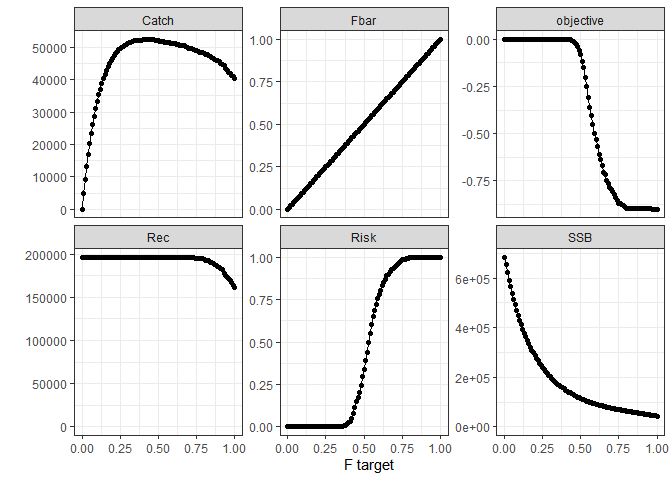 Catch Fbar objective
50000 1.00 0.00
40000 0.75 -0.25
30000 0.50 -0.50
20000 0.25 -0.75
10000 0.00
0
Rec Risk SSB
200000 1.00 6e+05
150000 0.75 4e+05
100000 0.50 2e+05
50000 0.25 0e+00
0 0.00
0.00 0.25 0.50 0.75 1.00 0.00 0.25 0.50 0.75 1.00 0.00 0.25 0.50 0.75 1.00
F target